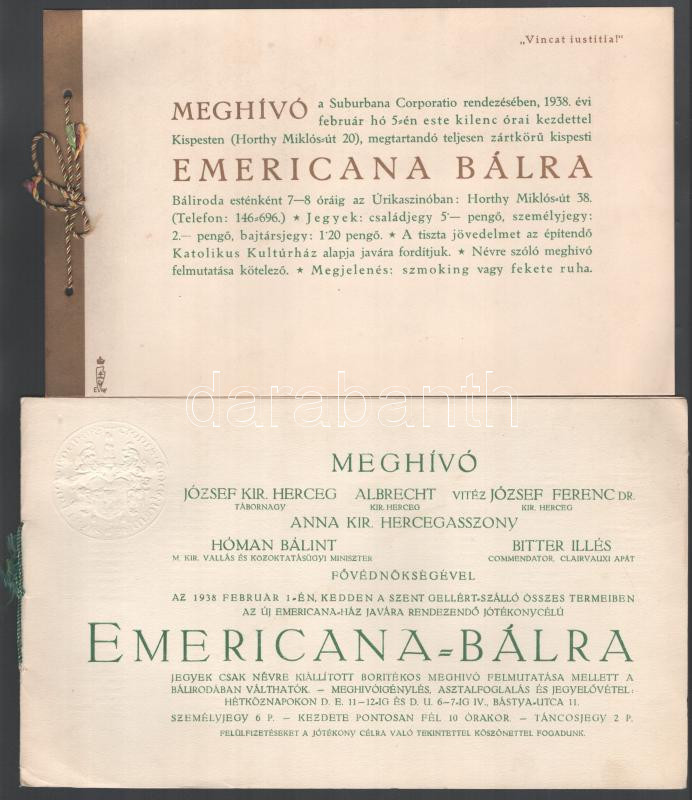 „Vincat iustitia!"
MEGHÍVÓ a Suburbana Corporatio rendezésében, 1938. évi
február hó 5-én este kilenc órai kezdettel
Kispesten (Horthy Miklós-út 20), megtartandó teljesen zártkörű kispesti
EMERICANA BÁLRA
Báliroda esténként 7—8 óráig az Úrikaszinóban: Horthy Miklós-út 38.
(Telefon: 146-696.) ★ Jegyek: családjegy 5·— pengő, személyjegy:
2.— pengő, bajtársjegy: 1·20 pengő. ★ A tiszta jövedelmet az építendő
Katolikus Kultúrház alapja javára fordítjuk. ★ Névre szóló meghívó
felmutatása kötelező. ★ Megjelenés: szmoking vagy fekete ruha.
darabanth
MEGHÍVÓ
JÓZSEF KIR. HERCEG ALBRECHT VITÉZ JÓZSEF FERENC DR.
TÁBORNAGY KIR. HERCEG KIR. HERCEG
ANNA KIR. HERCEGASSZONY
HÓMAN BÁLINT BITTER ILLÉS
M. KIR. VALLÁS ÉS KÖZOKTATÁSÜGYI MINISZTER COMMENDATOR, CLAIRVAUXI APÁT
FŐVÉDNÖKSÉGÉVEL
AZ 1938 FEBRUÁR 1-ÉN, KEDDEN A SZENT GELLÉRT-SZÁLLÓ ÖSSZES TERMEIBEN
AZ ÚJ EMERICANA-HÁZ JAVÁRA RENDEZENDŐ JÓTÉKONYCÉLÚ
EMERICANA-BÁLRA
JEGYEK CSAK NÉVRE KIÁLLÍTOTT BORITÉKOS MEGHIVÓ FELMUTATÁSA MELLETT A
BÁLIRODÁBAN VÁLTHATÓK. — MEGHIVÓIGÉNYLÉS, ASZTALFOGLALÁS ÉS JEGYELŐVÉTEL:
HÉTKÖZNAPOKON D. E. 11—12-IG ÉS D. U. 6—7-IG IV., BÁSTYA-UTCA 11.
SZEMÉLYJEGY 6 P. — KEZDETE PONTOSAN FÉL 10 ÓRAKOR. — TÁNCOSJEGY 2 P.
FELÜLFIZETÉSEKET A JÓTÉKONY CÉLRA VALÓ TEKINTETTEL KÖSZÖNETTEL FOGADUNK.